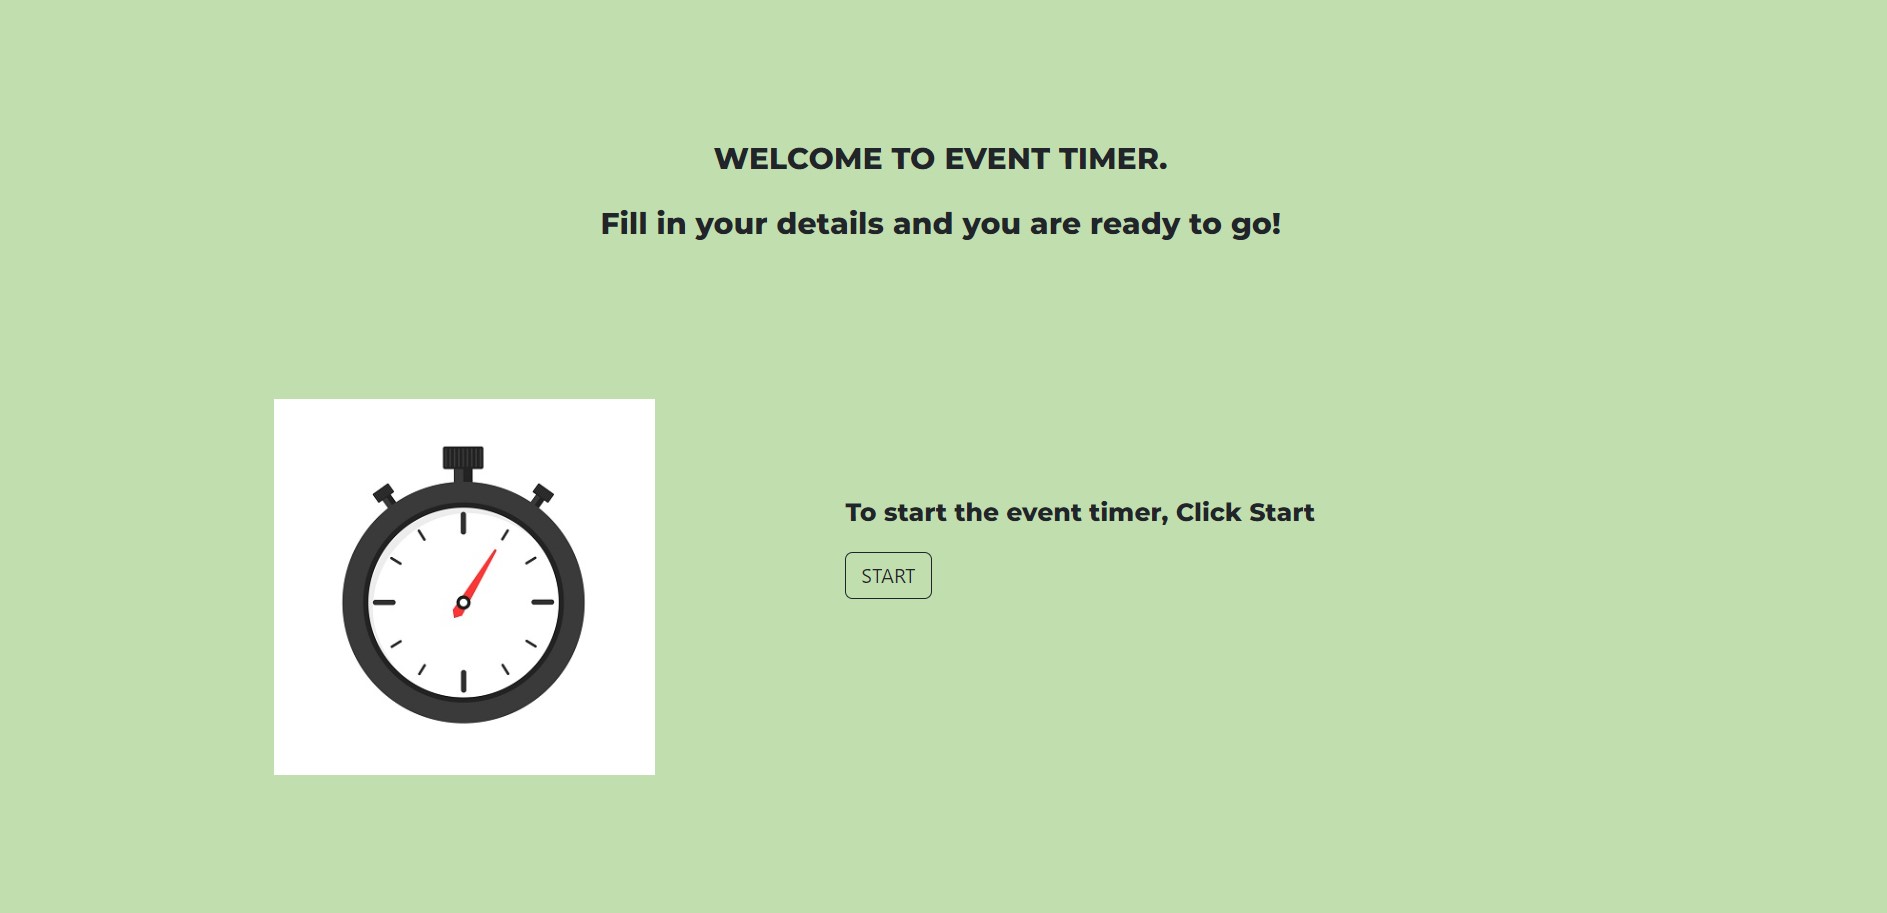 WELCOME TO EVENT TIMER.
Fill in your details and you are ready to go!
To start the event timer, Click Start
START